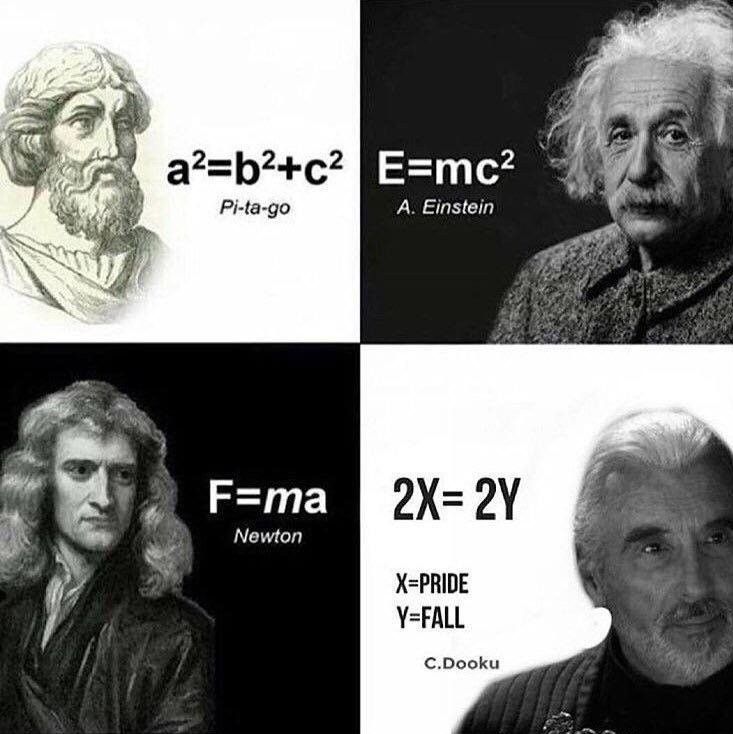 a²=b²+c²
Pi-ta-go
E=mc²
A. Einstein
F=ma
Newton
2X= 2Y
X=PRIDE
Y=FALL
C.Dooku